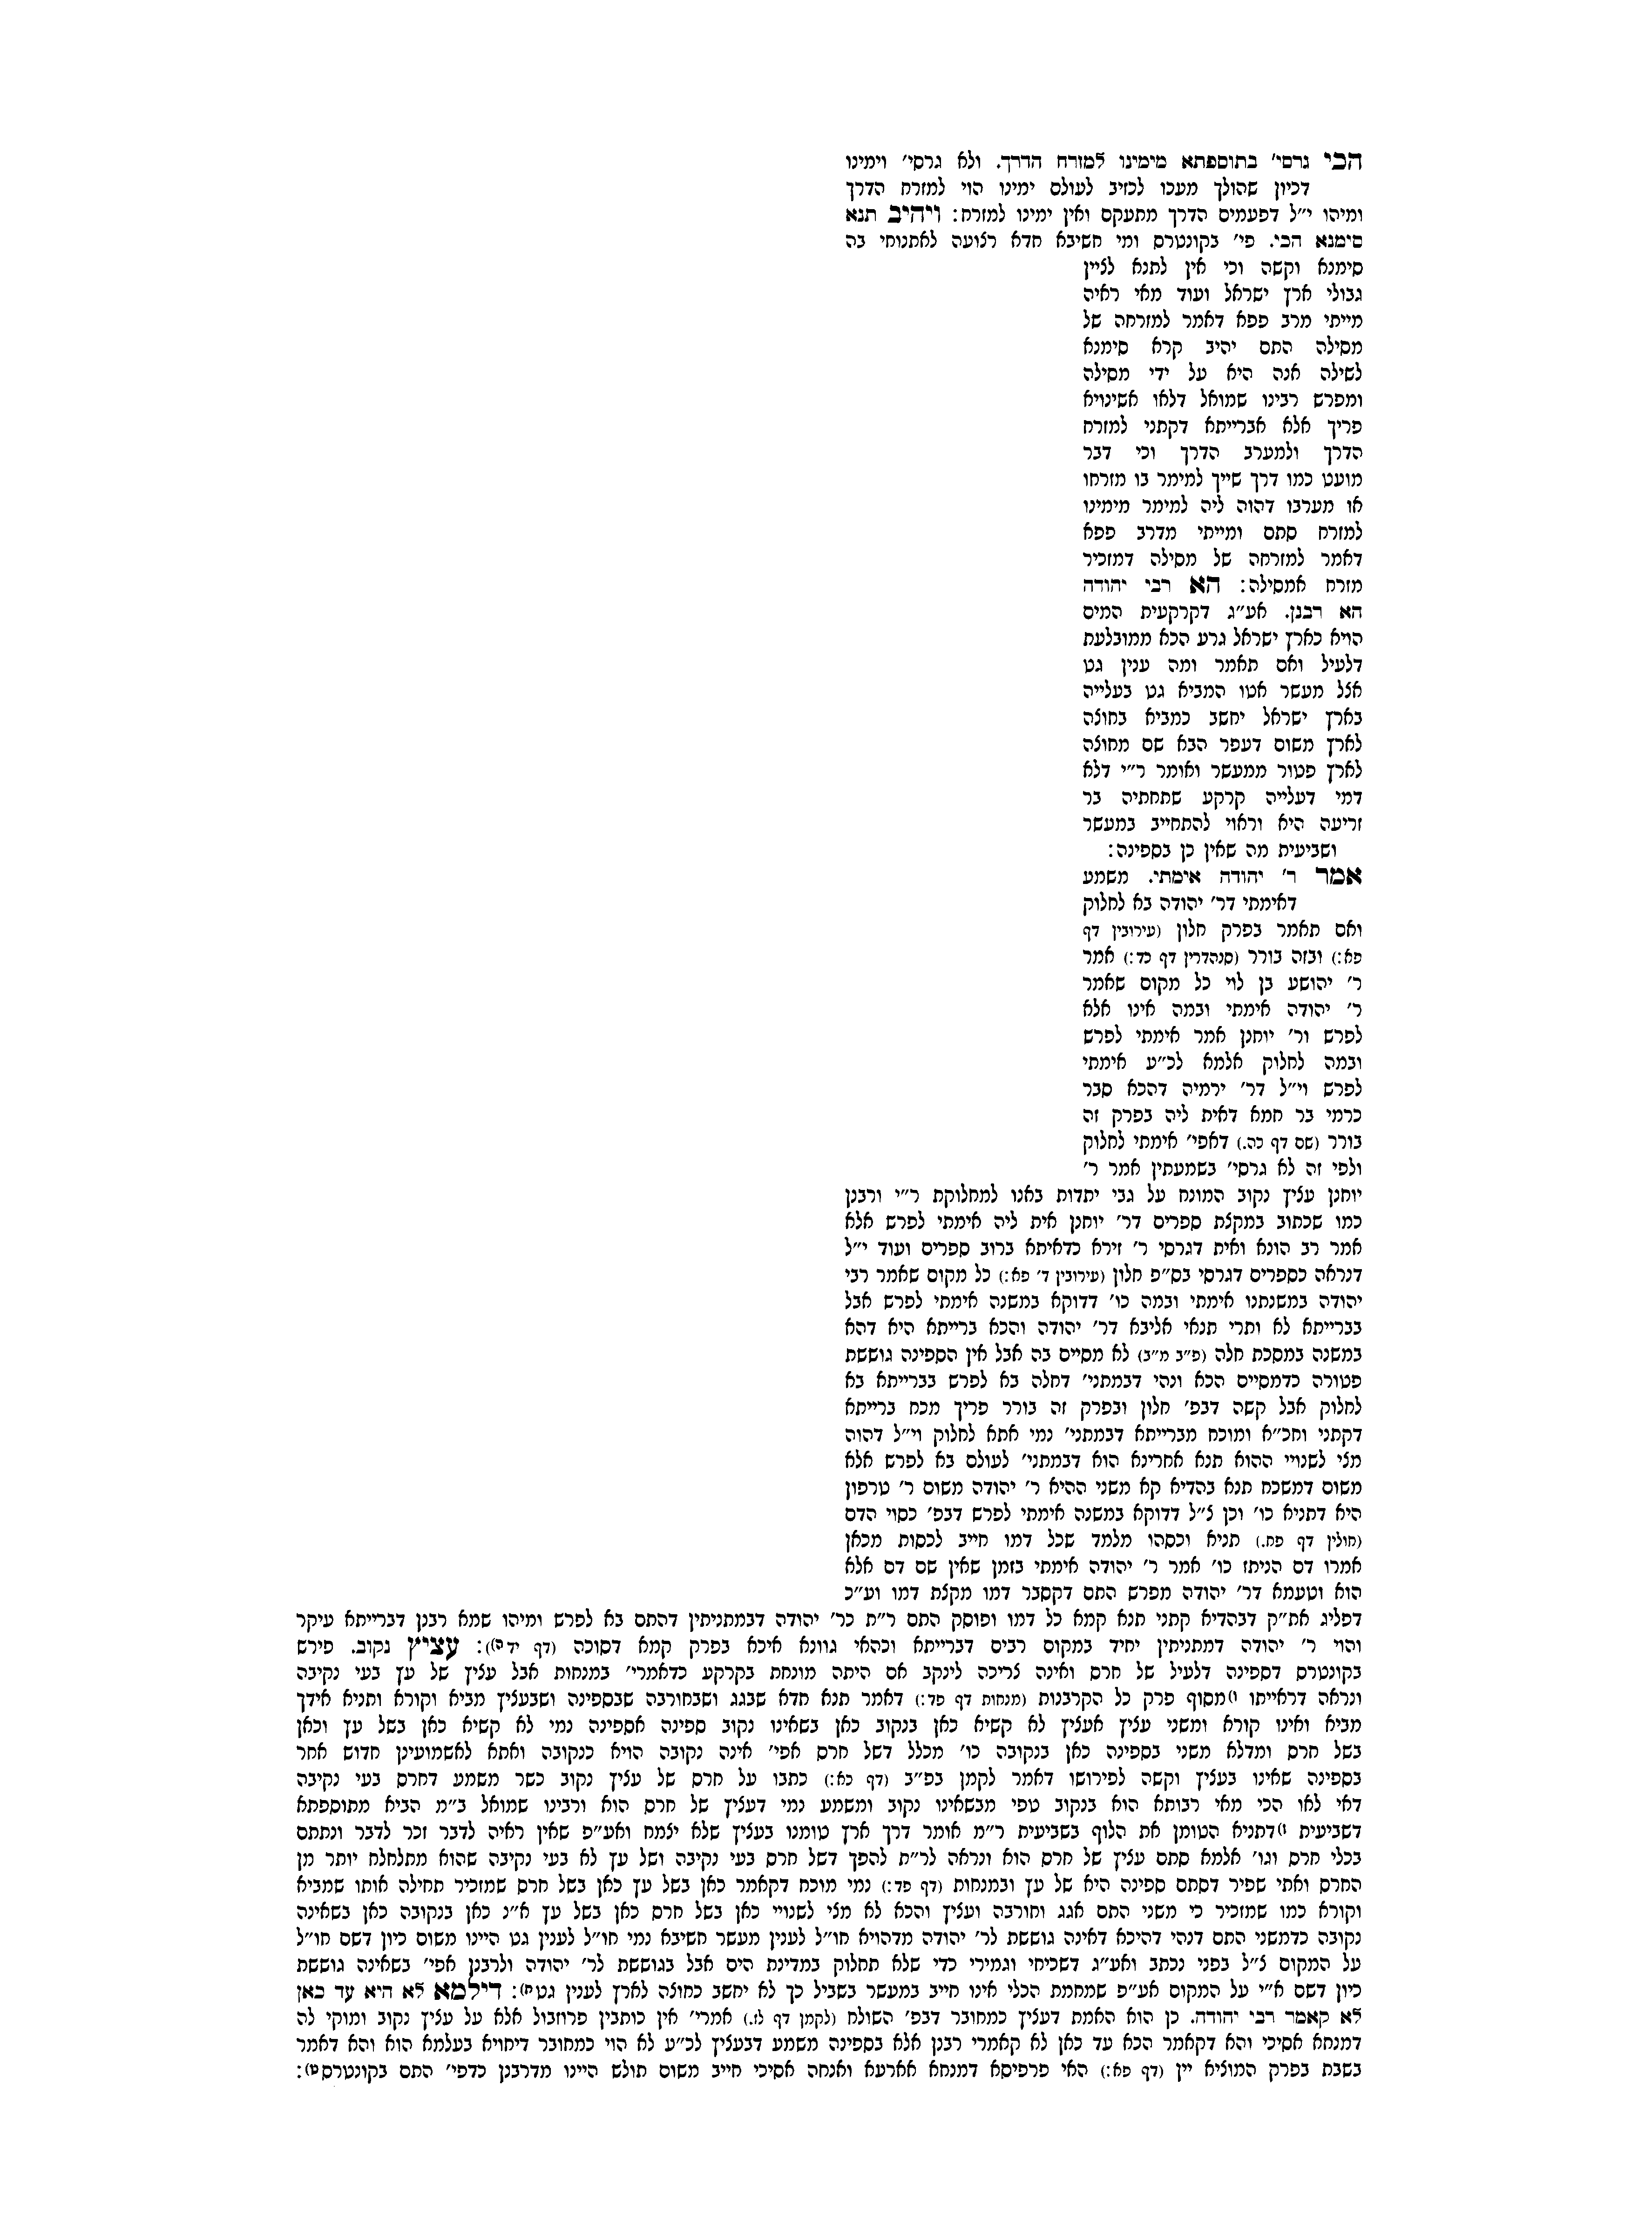 הכי גרסי׳ בתוספתא מימינו למזרח הדרך. ולא גרסי׳ וימינו
דכיון שהולך מעכו לכזיב לעולם ימינו הוי למזרח הדרך
ומיהו י״ל דפעמים הדרך מתעקם ואין ימינו למזרח: ויהיב תנא
סימנא הכי. פי׳ בקונטרס ומי חשיבא חדא רצועה לאתנוחי בה
סימנא וקשה וכי אין לתנא לציין
גבולי ארץ ישראל ועוד מאי ראיה
מייתי מרב פפא דאמר למזרחה של
מסילה התם יהיב קרא סימנא
לשילה אנה היא על ידי מסילה
ומפרש רבינו שמואל דלאו אשינויא
פריך אלא אברייתא דקתני למזרח
הדרך ולמערב הדרך וכי דבר
מועט כמו דרך שייך למימר בו מזרחו
או מערבו דהוה ליה למימר מימינו
למזרח סתם ומייתי מדרב פפא
דאמר למזרחה של מסילה דמזכיר
מזרח אמסילה: הא רבי יהודה
הא רבנן. אע״ג דקרקעית המים
הויא כארץ ישראל גרע הכא ממובלעת
דלעיל ואם תאמר ומה ענין גט
אצל מעשר אטו המביא גט בעלייה
בארץ ישראל יחשב כמביא בחוצה
לארץ משום דעפר הבא שם מחוצה
לארץ פטור ממעשר ואומר ר״י דלא
דמי דעלייה קרקע שתחתיה בר
זריעה היא וראוי להתחייב במעשר
ושביעית מה שאין כן בספינה:
אמר ר׳ יהודה אימתי. משמע
דאימתי דר׳ יהודה בא לחלוק
ואם תאמר בפרק חלון (עירובין דף
פא:) ובזה בורר (סנהדרין דף כד:) אמר
ר׳ יהושע בן לוי כל מקום שאמר
ר׳ יהודה אימתי ובמה אינו אלא
לפרש ור׳ יוחנן אמר אימתי לפרש
ובמה לחלוק אלמא לכ״ע אימתי
לפרש וי״ל דר׳ ירמיה דהכא סבר
כרמי בר חמא דאית ליה בפרק זה
בורר (שם דף כה.) דאפי׳ אימתי לחלוק
ולפי זה לא גרסי׳ בשמעתין אמר ר׳
יוחנן עציץ נקוב המונח על גבי יתדות באנו למחלוקת ר״י ורבנן
כמו שכתוב במקצת ספרים דר׳ יוחנן אית ליה אימתי לפרש אלא
אמר רב הונא ואית דגרסי ר׳ זירא כדאיתא ברוב ספרים ועוד י״ל
דנראה כספרים דגרסי בס״פ חלון (עירובין ד׳ פא:) כל מקום שאמר רבי
יהודה במשנתנו אימתי ובמה כו׳ דדוקא במשנה אימתי לפרש אבל
בברייתא לא ותרי תנאי אליבא דר׳ יהודה והכא ברייתא היא דהא
במשנה במסכת חלה (פ״ב מ״ב) לא מסיים בה אבל אין הספינה גוששת
פטורה כדמסיים הכא ונהי דבמתני׳ דחלה בא לפרש בברייתא בא
לחלוק אבל קשה דבפ׳ חלון ובפרק זה בורר פריך מכח ברייתא
דקתני וחכ״א ומוכח מברייתא דבמתני׳ נמי אתא לחלוק וי״ל דהוה
מצי לשנויי ההוא תנא אחרינא הוא דבמתני׳ לעולם בא לפרש אלא
משום דמשכח תנא בהדיא קא משני ההיא ר׳ יהודה משום ר׳ טרפון
היא דתניא כו׳ וכן צ״ל דדוקא במשנה אימתי לפרש דבפ׳ כסוי הדם
(חולין דף פח.) תניא וכסהו מלמד שכל דמו חייב לכסות מכאן
אמרו דם הניתז כו׳ אמר ר׳ יהודה אימתי בזמן שאין שם דם אלא
הוא וטעמא דר׳ יהודה מפרש התם דקסבר דמו מקצת דמו וע״כ
דפליג את״ק דבהדיא קתני תנא קמא כל דמו ופוסק התם ר״ת כר׳ יהודה דבמתניתין דהתם בא לפרש ומיהו שמא רבנן דברייתא עיקר
והוי ר׳ יהודה דמתניתין יחיד במקום רבים דברייתא וכהאי גוונא איכא בפרק קמא דסוכה (דף יד ה)): עציץ נקוב. פירש
בקונטרס דספינה דלעיל של חרס ואינה צריכה לינקב אם היתה מונחת בקרקע כדאמרי׳ במנחות אבל עציץ של עץ בעי נקיבה
ונראה דראייתו ו)מסוף פרק כל הקרבנות (מנחות דף פד:) דאמר תנא חדא שבגג ושבחורבה שבספינה ושבעציץ מביא וקורא ותניא אידך
מביא ואינו קורא ומשני עציץ אעציץ לא קשיא כאן בנקוב כאן בשאינו נקוב ספינה אספינה נמי לא קשיא כאן בשל עץ וכאן
בשל חרס ומדלא משני בספינה כאן בנקובה כו׳ מכלל דשל חרס אפי׳ אינה נקובה הויא כנקובה ואתא לאשמועינן חדוש אחר
בספינה שאינו בעציץ וקשה לפירושו דאמר לקמן בפ״ב (דף כא:) כתבו על חרס של עציץ נקוב כשר משמע דחרס בעי נקיבה
דאי לאו הכי מאי רבותא הוא בנקוב טפי מבשאינו נקוב ומשמע נמי דעציץ של חרס הוא ורבינו שמואל ב״מ הביא מתוספתא
דשביעית ז)דתניא הטומן את הלוף בשביעית ר״מ אומר דרך ארץ טומנו בעציץ שלא יצמח ואע״פ שאין ראיה לדבר זכר לדבר ונתתם
בכלי חרס וגו׳ אלמא סתם עציץ של חרס הוא ונראה לר״ת להפך דשל חרס בעי נקיבה ושל עץ לא בעי נקיבה שהוא מתלחלח יותר מן
החרס ואתי שפיר דסתם ספינה היא של עץ ובמנחות (דף פד:) נמי מוכח דקאמר כאן בשל עץ כאן בשל חרס שמזכיר תחילה אותו שמביא
וקורא כמו שמזכיר כי משני התם אגג וחורבה ועציץ והכא לא מצי לשנויי כאן בשל חרס כאן בשל עץ א״נ כאן בנקובה כאן בשאינה
נקובה כדמשני התם דנהי דהיכא דאינה גוששת לר׳ יהודה מדהויא חו״ל לענין מעשר חשיבא נמי חו״ל לענין גט היינו משום כיון דשם חו״ל
על המקום צ״ל בפני נכתב ואע״ג דשכיחי וגמירי כדי שלא תחלוק במדינת הים אבל בגוששת לר׳ יהודה ולרבנן אפי׳ בשאינה גוששת
כיון דשם א״י על המקום אע״פ שמחמת הכלי אינו חייב במעשר בשביל כך לא יחשב כחוצה לארץ לענין גט ח): דילמא לא היא עד כאן
לא קאמר רבי יהודה. כן הוא האמת דעציץ כמחובר דבפ׳ השולח (לקמן דף לז.) אמרי׳ אין כותבין פרוזבול אלא על עציץ נקוב ומוקי לה
דמנחא אסיכי והא דקאמר הכא עד כאן לא קאמרי רבנן אלא בספינה משמע דבעציץ לכ״ע לא הוי כמחובר דיחויא בעלמא הוא והא דאמר
בשבת בפרק המוציא יין (דף פא:) האי פרפיסא דמנחא אארעא ואנחה אסיכי חייב משום תולש היינו מדרבנן כדפי׳ התם בקונטרס ט):